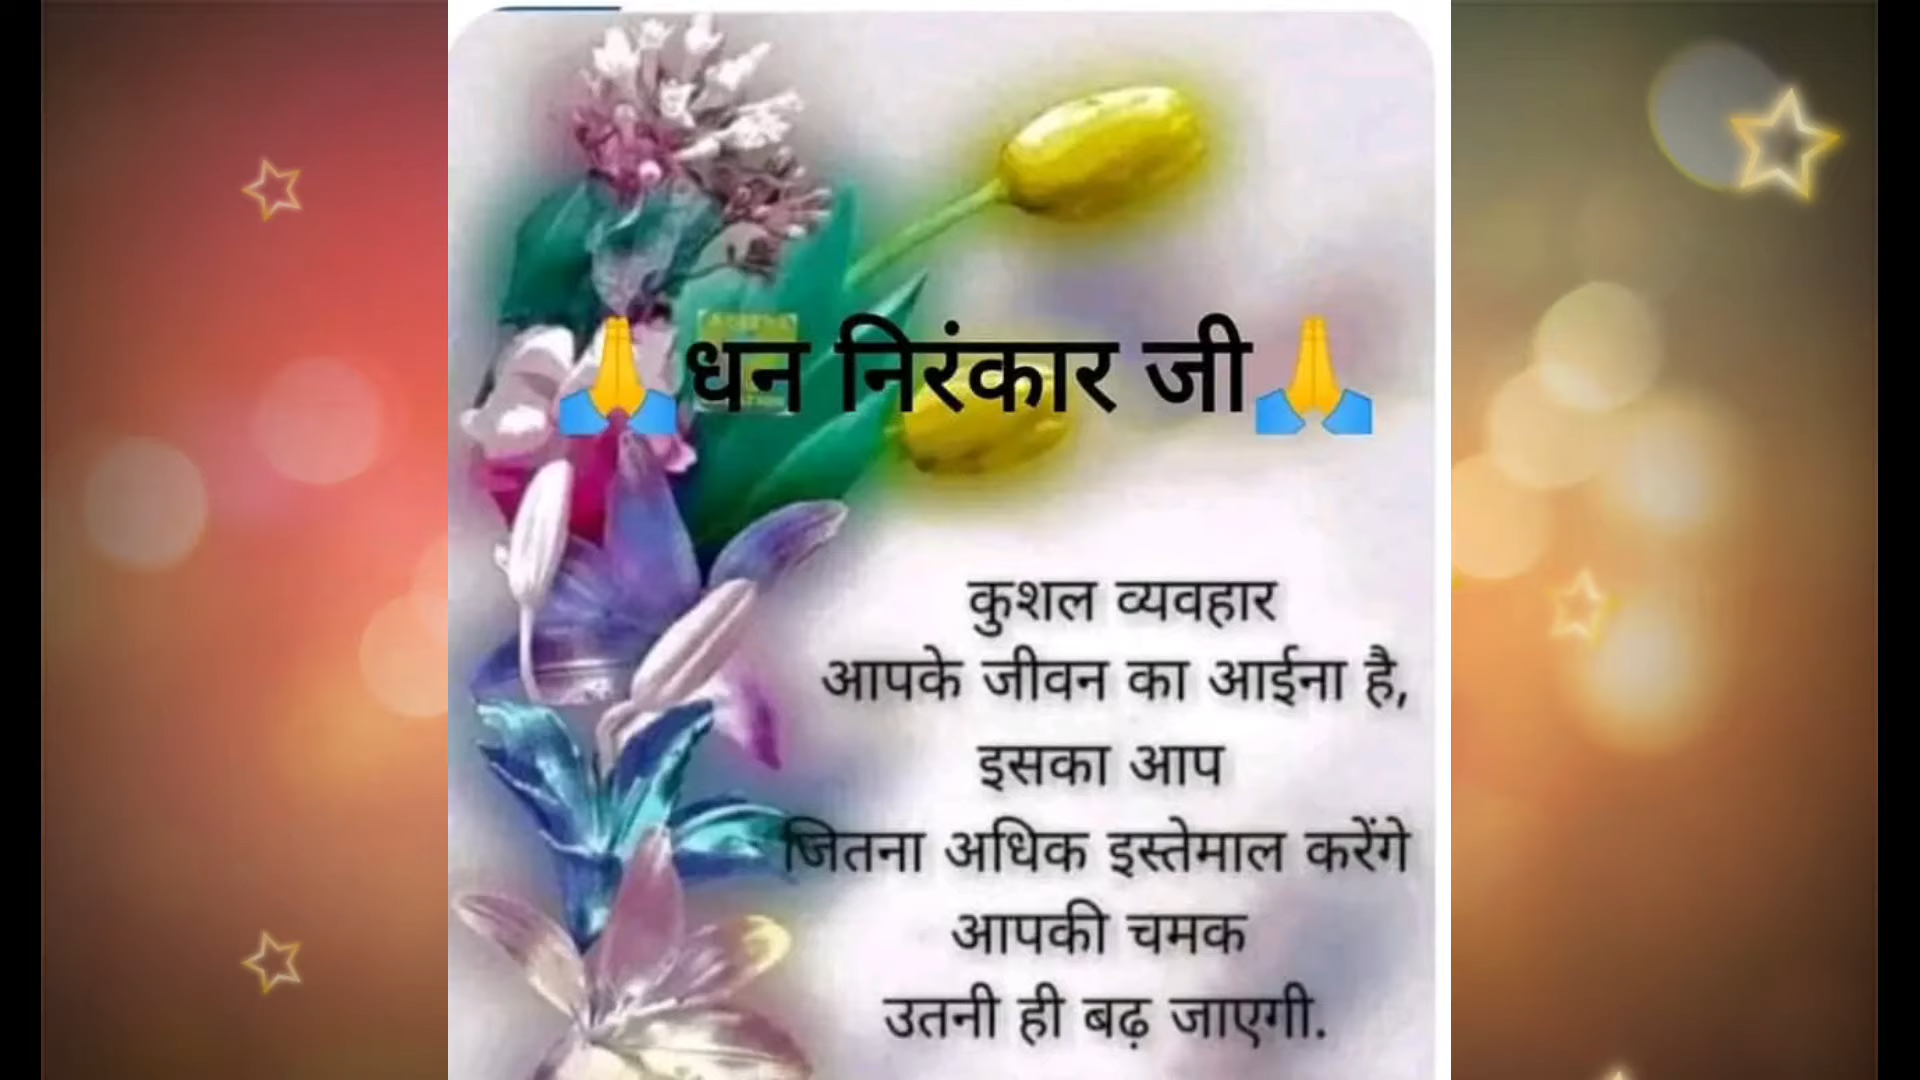 🙏धन निरंकार जी🙏
कुशल व्यवहार
आपके जीवन का आईना है,
इसका आप
जितना अधिक इस्तेमाल करेंगे
आपकी चमक
उतनी ही बढ़ जाएगी.